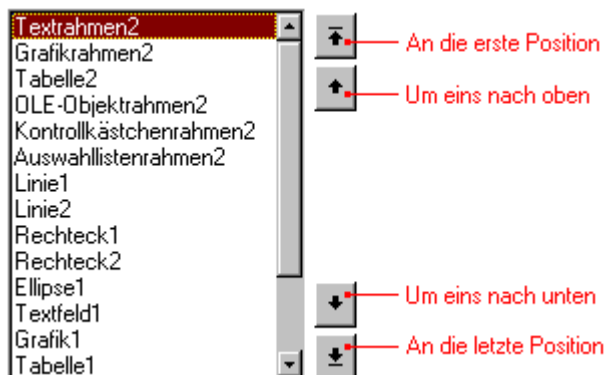 Textrahmen2
Grafikrahmen2
Tabelle2
OLE-Objektrahmen2
Kontrollkästchenrahmen2
Auswahllistenrahmen2
Linie1
Linie2
Rechteck1
Rechteck2
Ellipse1
Textfeld1
Grafik1
Tabelle1
An die erste Position
Um eins nach oben
Um eins nach unten
An die letzte Position